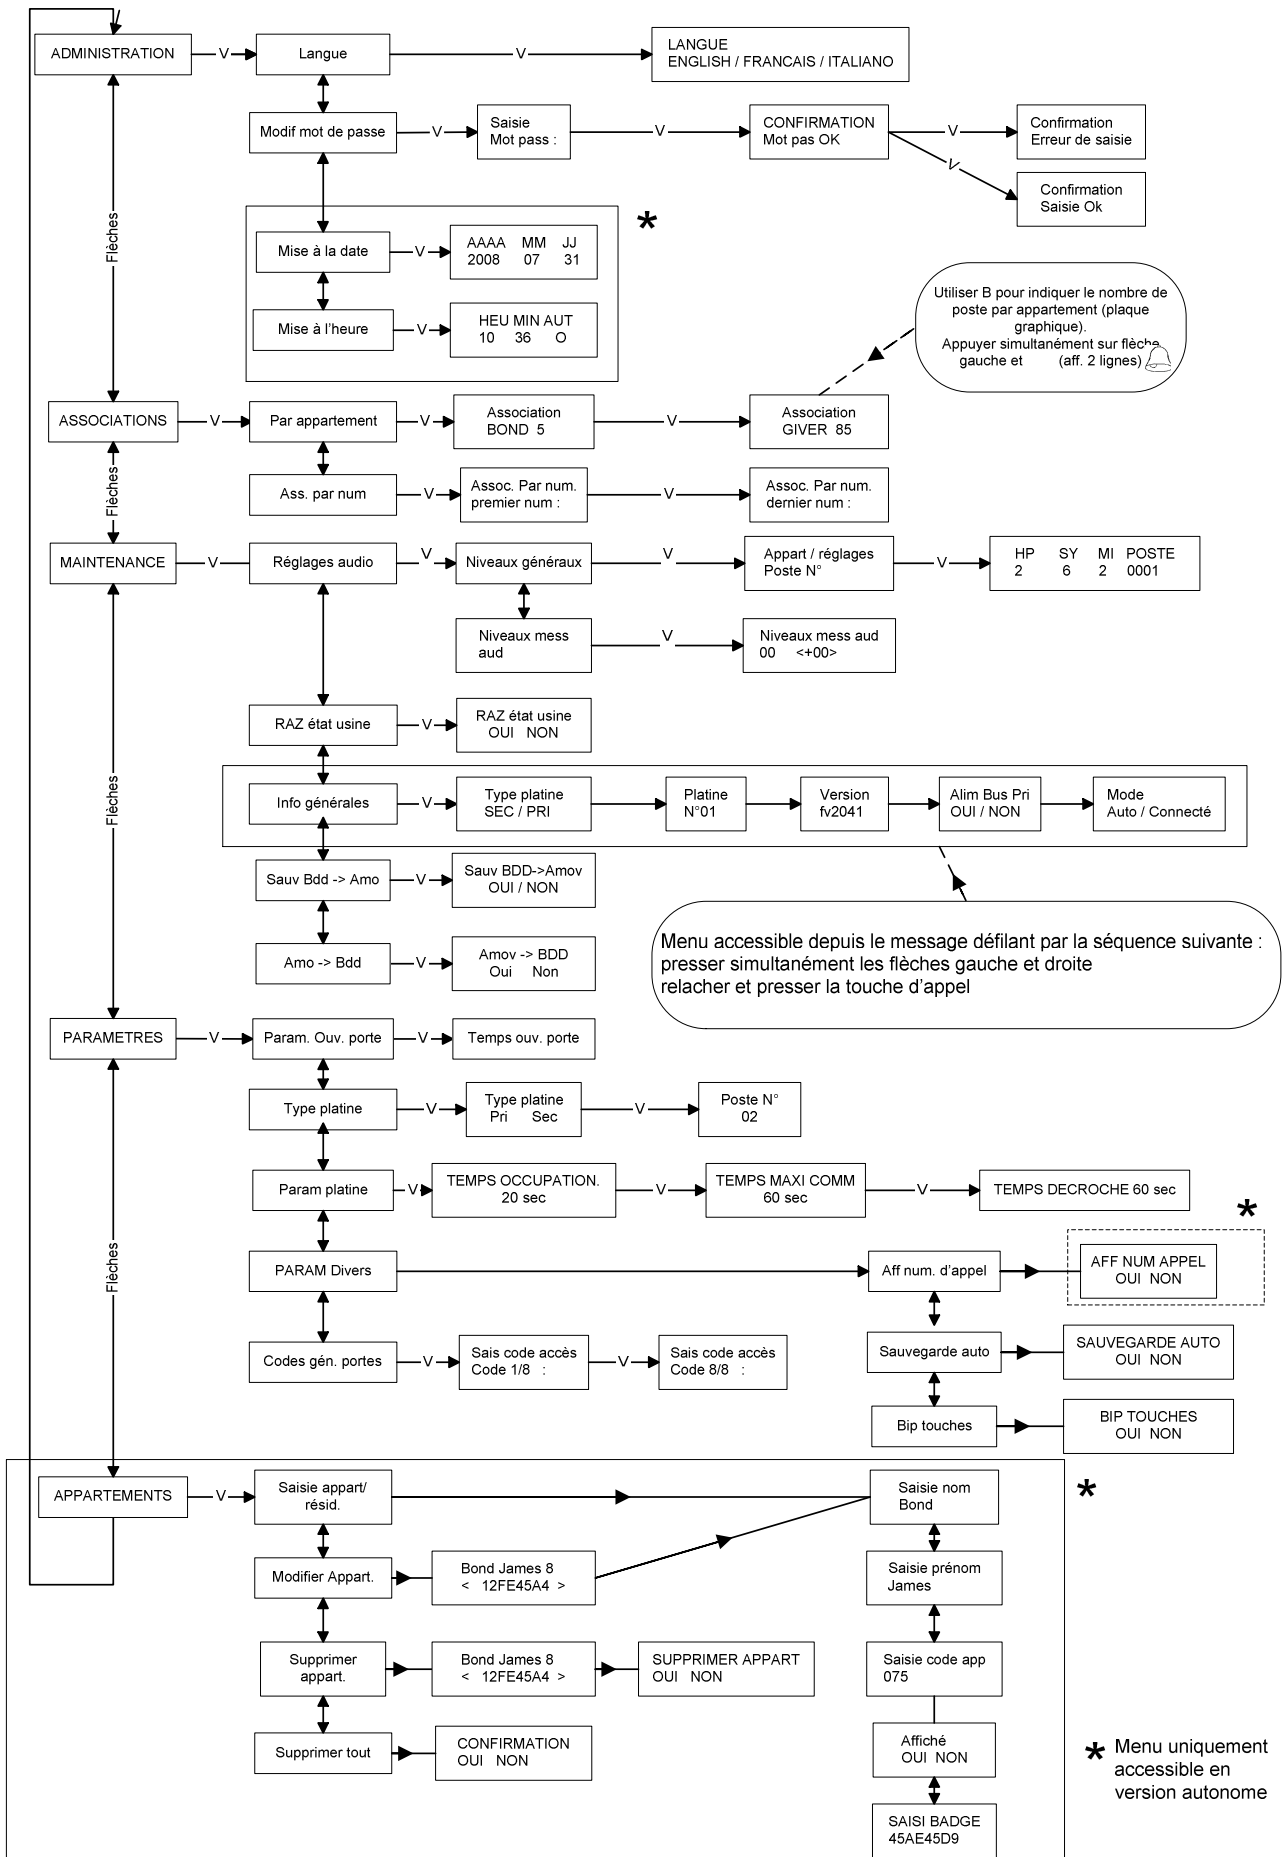 ADMINISTRATION
V
Langue
V
LANGUE
ENGLISH / FRANCAIS / ITALIANO
Modif mot de passe
V
Saisie
Mot pass :
V
CONFIRMATION
Mot pas OK
V
Confirmation
Erreur de saisie
V
Confirmation
Saisie Ok
Flèches
*
Mise à la date
V
AAAA MM JJ
2008 07 31
Mise à l'heure
V
HEU MIN AUT
10 36 O
Utiliser B pour indiquer le nombre de
poste par appartement (plaque
graphique).
Appuyer simultanément sur flèche
gauche et (aff. 2 lignes)
ASSOCIATIONS
V
Par appartement
V
Association
BOND 5
V
Association
GIVER 85
Flèches
Ass. par num
V
Assoc. Par num.
premier num :
V
Assoc. Par num.
dernier num :
MAINTENANCE
V
Réglages audio
V
Niveaux généraux
V
Appart / réglages
Poste N°
V
HP SY MI POSTE
2 6 2 0001
Niveaux mess
aud
V
Niveaux mess aud
00 <+00>
RAZ état usine
V
RAZ état usine
OUI NON
Flèches
Info générales
V
Type platine
SEC / PRI
Platine
N°01
Version
fv2041
Alim Bus Pri
OUI / NON
Mode
Auto / Connecté
Sauv Bdd -> Amo
V
Sauv BDD->Amov
OUI / NON
Amo -> Bdd
V
Amov -> BDD
Oui Non
Menu accessible depuis le message défilant par la séquence suivante :
presser simultanément les flèches gauche et droite
relacher et presser la touche d'appel
PARAMETRES
V
Param. Ouv. porte
V
Temps ouv. porte
Type platine
V
Type platine
Pri Sec
V
Poste N°
02
Param platine
V
TEMPS OCCUPATION.
20 sec
V
TEMPS MAXI COMM
60 sec
V
TEMPS DECROCHE 60 sec
*
Flèches
PARAM Divers
Aff num. d'appel
AFF NUM APPEL
OUI NON
Codes gén. portes
V
Sais code accès
Code 1/8 :
V
Sais code accès
Code 8/8 :
Sauvegarde auto
SAUVEGARDE AUTO
OUI NON
Bip touches
BIP TOUCHES
OUI NON
APPARTEMENTS
V
Saisie appart/
résid.
Saisie nom
Bond
*
Modifier Appart.
Bond James 8
< 12FE45A4 >
Saisie prénom
James
Supprimer
appart.
Bond James 8
< 12FE45A4 >
SUPPRIMER APPART
OUI NON
Saisie code app
075
Supprimer tout
CONFIRMATION
OUI NON
Affiché
OUI NON
SAISI BADGE
45AE45D9
* Menu uniquement
accessible en
version autonome